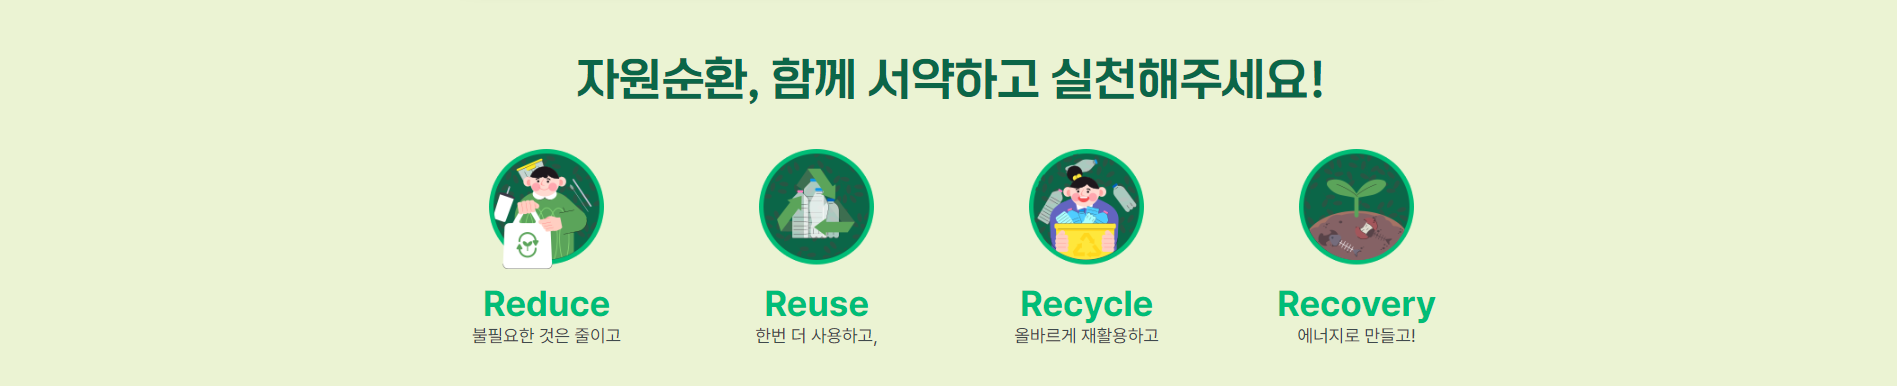 자원순환, 함께 서약하고 실천해주세요!
Reduce
불필요한 것은 줄이고
Reuse
한번 더 사용하고,
Recycle
올바르게 재활용하고
Recovery
에너지로 만들고!